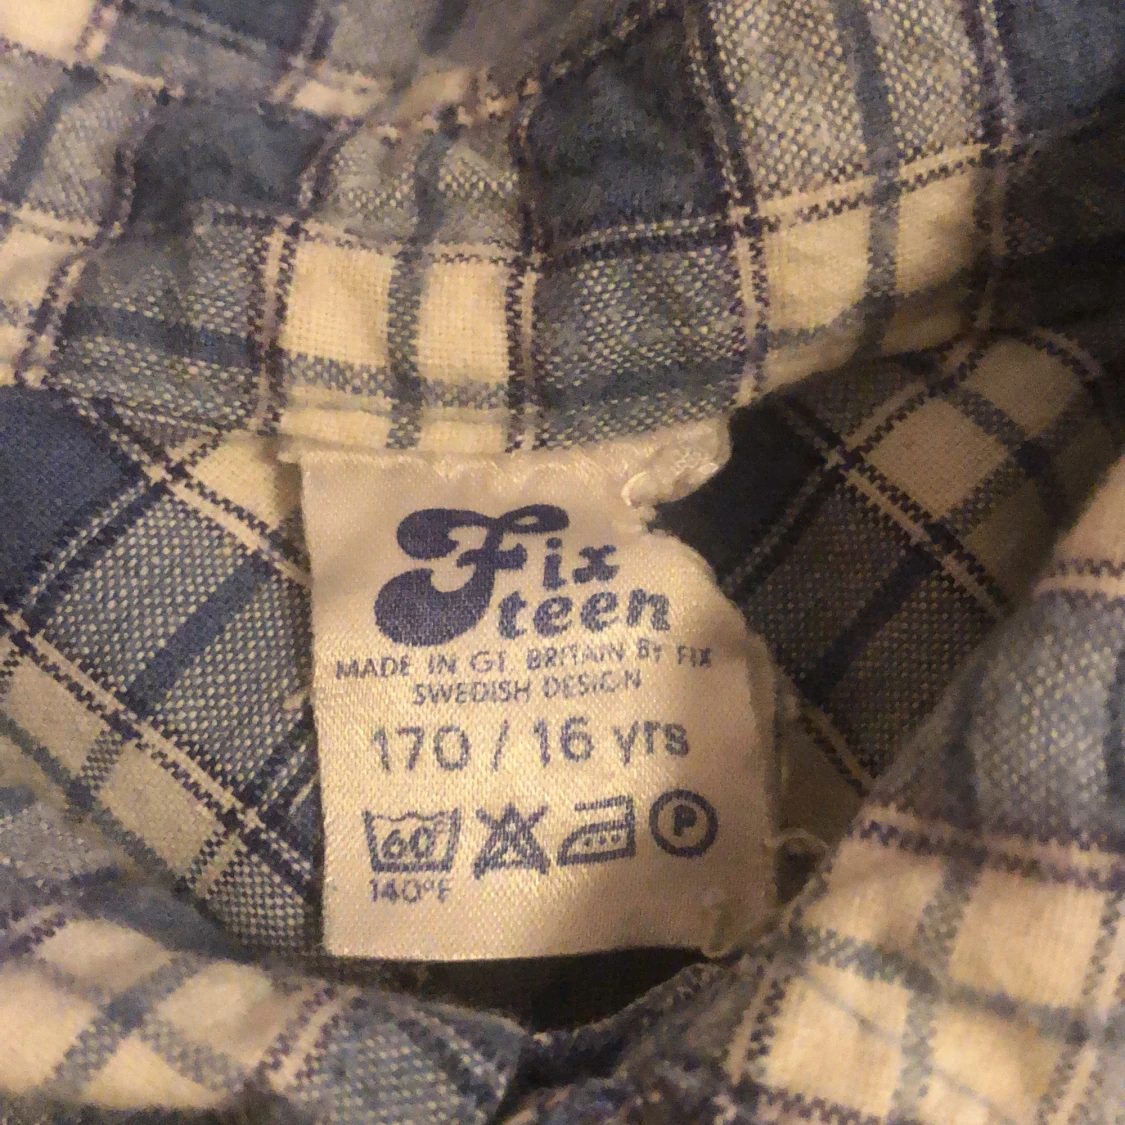 Fix
teen
MADE IN GT. BRITAIN BY FIX
SWEDISH DESIGN
170 / 16 yrs
60 A P
140°F